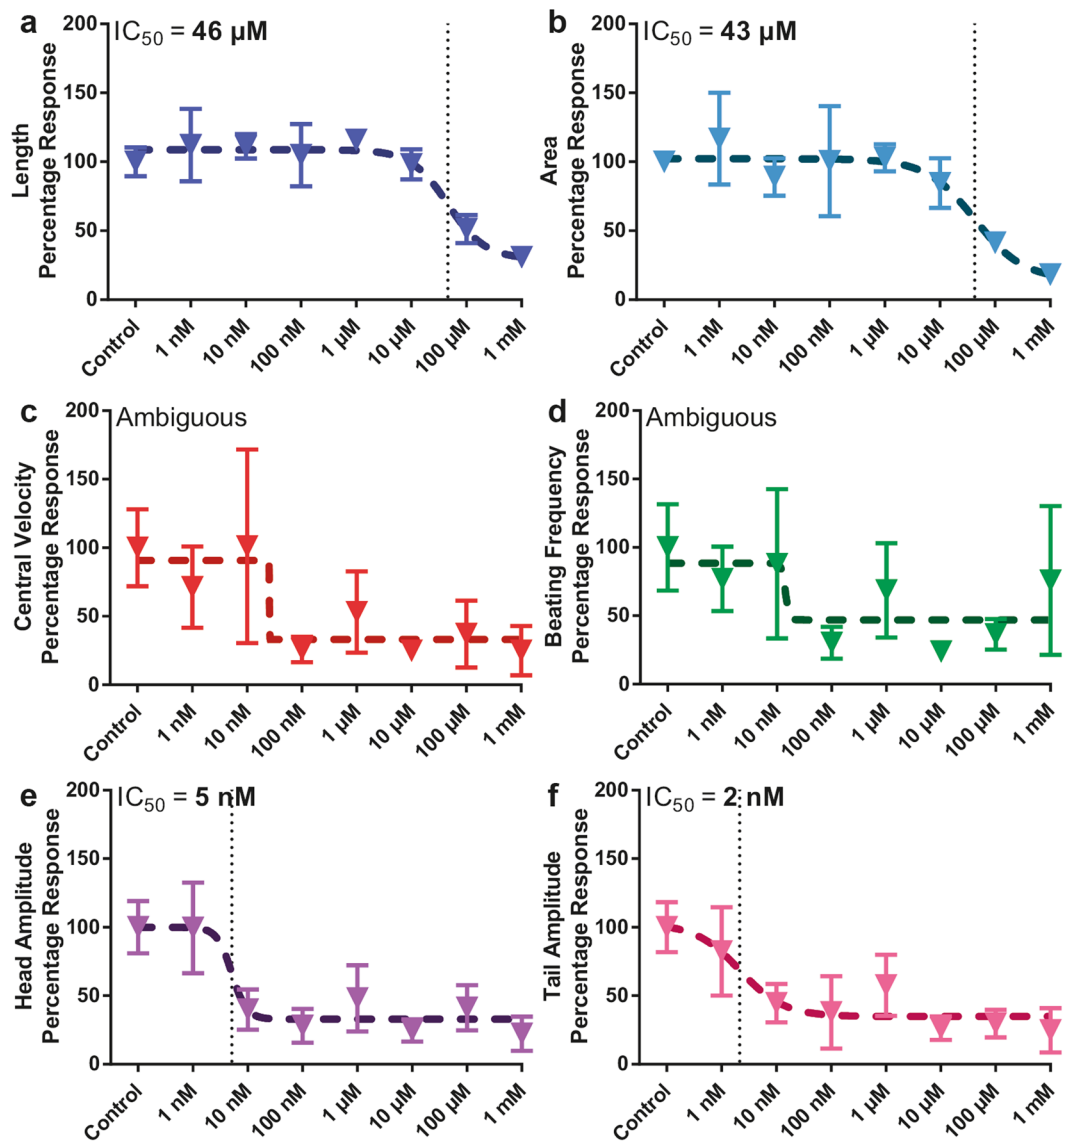 a
IC50 = 46 µM
Length
Percentage Response
200
150
100
50
0
Control
1 nM
10 nM
100 nM
1 µM
10 µM
100 µM
1 mM
b
IC50 = 43 µM
Area
Percentage Response
200
150
100
50
0
Control
1 nM
10 nM
100 nM
1 µM
10 µM
100 µM
1 mM
c
Ambiguous
Central Velocity
Percentage Response
200
150
100
50
0
Control
1 nM
10 nM
100 nM
1 µM
10 µM
100 µM
1 mM
d
Ambiguous
Beating Frequency
Percentage Response
200
150
100
50
0
Control
1 nM
10 nM
100 nM
1 µM
10 µM
100 µM
1 mM
e
IC50 = 5 nM
Head Amplitude
Percentage Response
200
150
100
50
0
Control
1 nM
10 nM
100 nM
1 µM
10 µM
100 µM
1 mM
f
IC50 = 2 nM
Tail Amplitude
Percentage Response
200
150
100
50
0
Control
1 nM
10 nM
100 nM
1 µM
10 µM
100 µM
1 mM